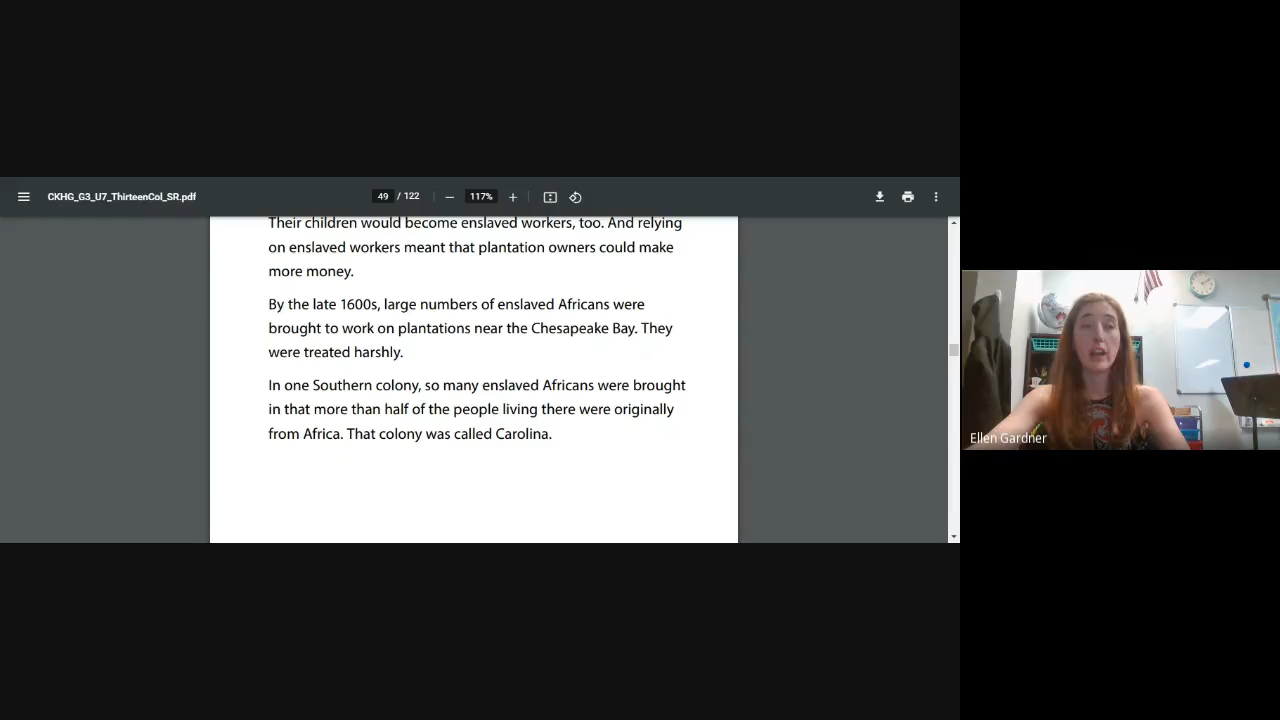 CKHG_G3_U7_ThirteenCol_SR.pdf
49 / 122
117%
Their children would become enslaved workers, too. And relying
on enslaved workers meant that plantation owners could make
more money.
By the late 1600s, large numbers of enslaved Africans were
brought to work on plantations near the Chesapeake Bay. They
were treated harshly.
In one Southern colony, so many enslaved Africans were brought
in that more than half of the people living there were originally
from Africa. That colony was called Carolina.
Ellen Gardner